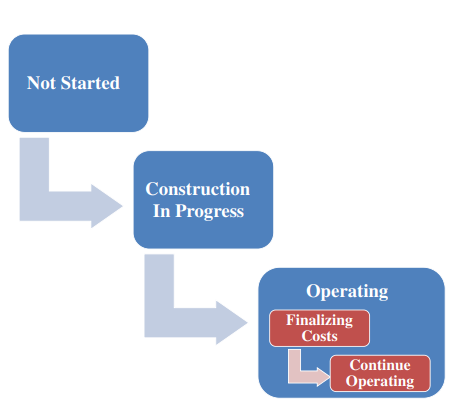 Not Started
Construction
In Progress
Operating
Finalizing
Costs
Continue
Operating